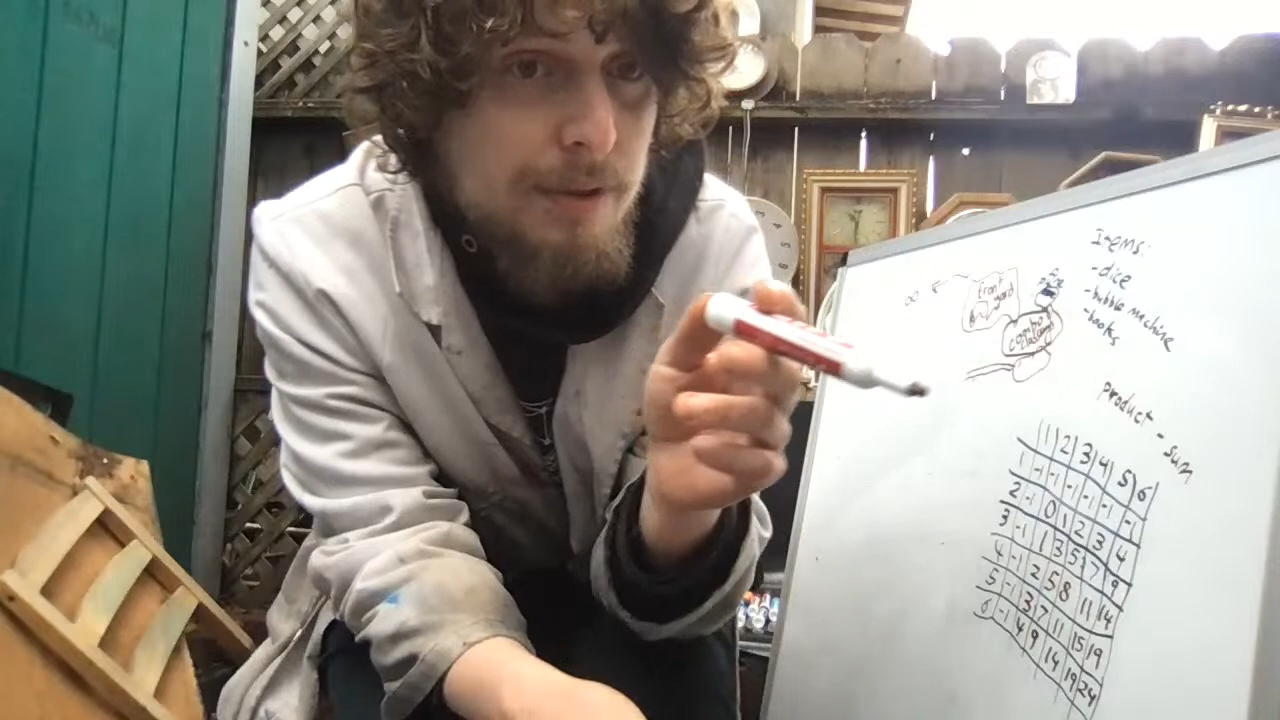 Items:
- dice
- bubble machine
- books
∞
front
yard
product - sum
1 2 3 4 5 6
1 -1 -1 -1 -1 -1 -1
2 -1 0 1 2 3 4
3 -1 1 3 5 7 9
4 -1 2 5 8 11 14
5 -1 3 7 11 15 19
6 -1 4 9 14 19 24